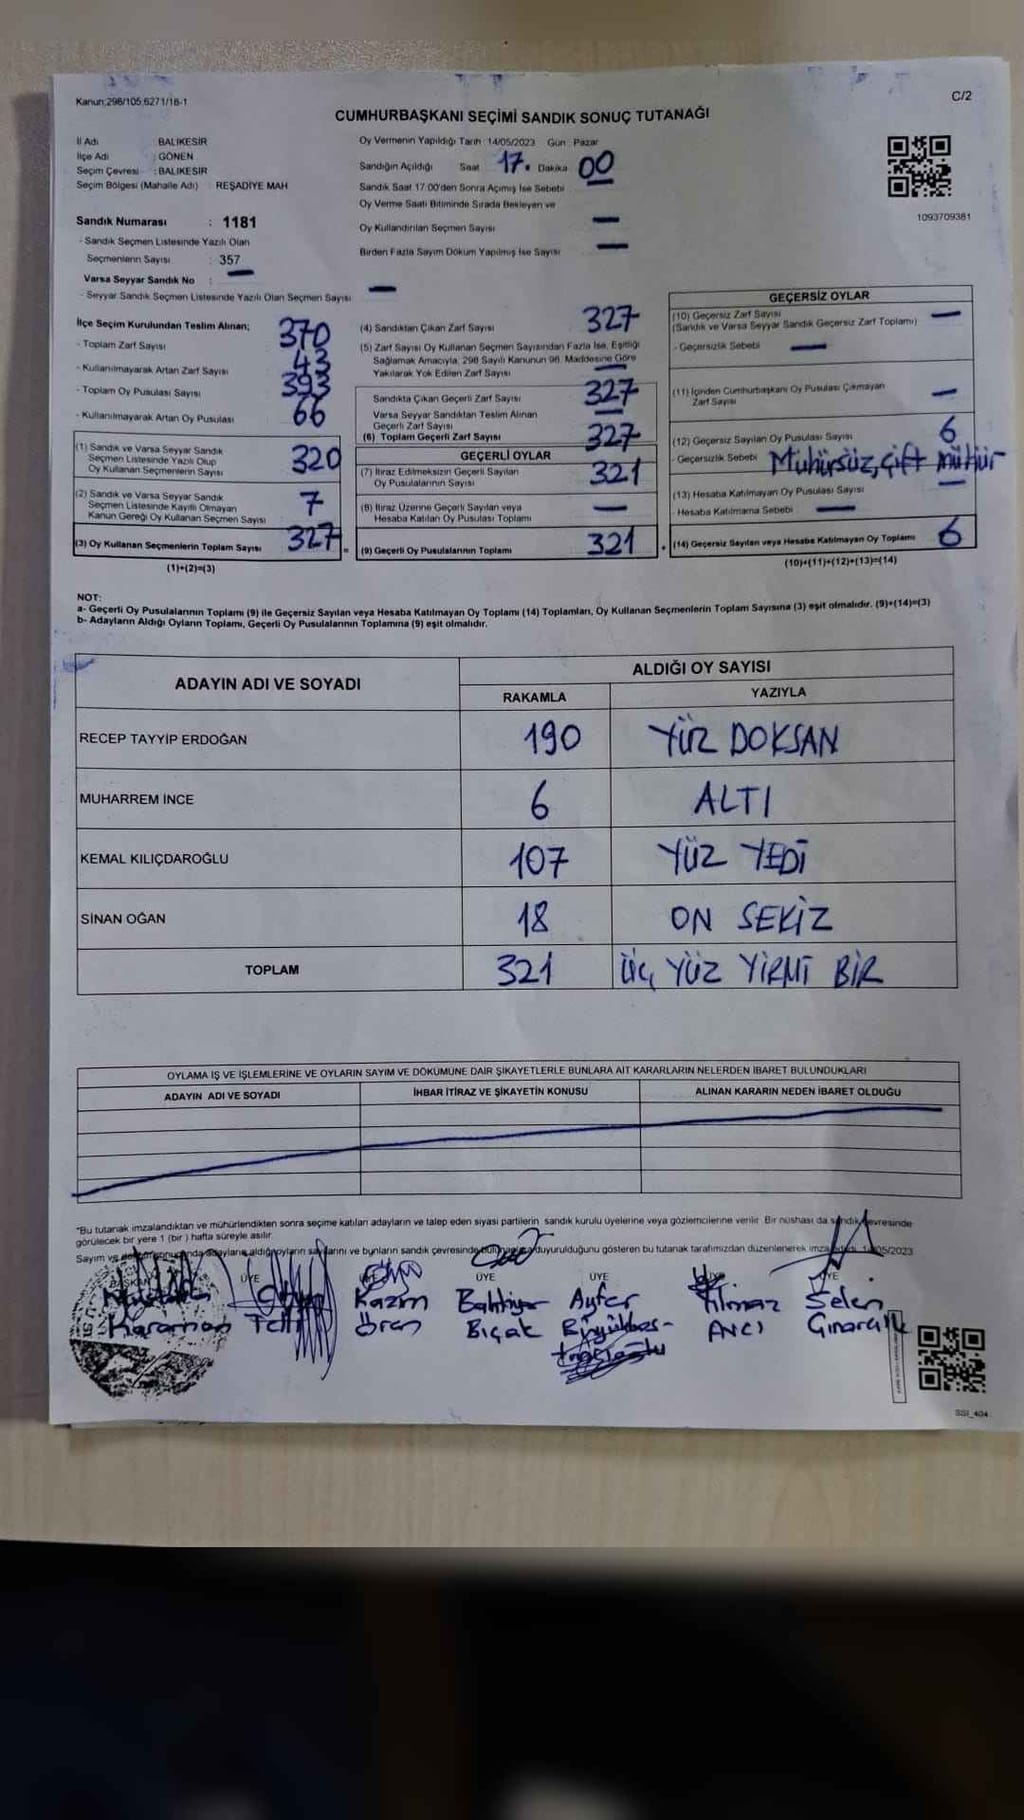 Kanun:298/105,6271/16-1
C/2
CUMHURBAŞKANI SEÇİMİ SANDIK SONUÇ TUTANAĞI
İl Adı BALIKESİR
İlçe Adı : GÖNEN
Seçim Çevresi : BALIKESİR
Seçim Bölgesi (Mahalle Adı) : REŞADİYE MAH
Sandık Numarası : 1181
- Sandık Seçmen Listesinde Yazılı Olan
Seçmenlerin Sayısı : 357
Varsa Seyyar Sandık No : —
- Seyyar Sandık Seçmen Listesinde Yazılı Olan Seçmen Sayısı —
Oy Vermenin Yapıldığı Tarih : 14/05/2023 Gün : Pazar
Sandığın Açıldığı Saat 17. Dakika 00
Sandık Saat 17.00'den Sonra Açmış İse Sebebi
Oy Verme Saati Bitiminde Sırada Bekleyen ve
Oy Kullandırılan Seçmen Sayısı —
Birden Fazla Sayım Döküm Yapılmış İse Sayısı —
1093709381
İlçe Seçim Kurulundan Teslim Alınan;
- Toplam Zarf Sayısı 370
- Kullanılmayarak Artan Zarf Sayısı 43
- Toplam Oy Pusulası Sayısı 393
- Kullanılmayarak Artan Oy Pusulası 66
(1) Sandık ve Varsa Seyyar Sandık
Seçmen Listesinde Yazılı Olup
Oy Kullanan Seçmenlerin Sayısı 320
(2) Sandık ve Varsa Seyyar Sandık
Seçmen Listesinde Kayıtlı Olmayan
Kanun Gereği Oy Kullanan Seçmen Sayısı 7
(3) Oy Kullanan Seçmenlerin Toplam Sayısı 327
(1)+(2)=(3)
(4) Sandıktan Çıkan Zarf Sayısı 327
(5) Zarf Sayısı Oy Kullanan Seçmen Sayısından Fazla İse, Eşitliği
Sağlamak Amacıyla, 298 Sayılı Kanunun 98. Maddesine Göre
Yakılarak Yok Edilen Zarf Sayısı —
Sandıkta Çıkan Geçerli Zarf Sayısı 327
Varsa Seyyar Sandıktan Teslim Alınan
Geçerli Zarf Sayısı —
(6) Toplam Geçerli Zarf Sayısı 327
GEÇERLİ OYLAR
(7) İtiraz Edilmeksizin Geçerli Sayılan
Oy Pusulalarının Sayısı 321
(8) İtiraz Üzerine Geçerli Sayılan veya
Hesaba Katılan Oy Pusulası Toplamı —
(9) Geçerli Oy Pusulalarının Toplamı 321
GEÇERSİZ OYLAR
(10) Geçersiz Zarf Sayısı —
(Sandık ve Varsa Seyyar Sandık Geçersiz Zarf Toplamı)
- Geçersizlik Sebebi —
(11) İçinden Cumhurbaşkanı Oy Pusulası Çıkmayan
Zarf Sayısı —
(12) Geçersiz Sayılan Oy Pusulası Sayısı 6
- Geçersizlik Sebebi Mühürsüz, çift mühür
(13) Hesaba Katılmayan Oy Pusulası Sayısı —
- Hesaba Katılmama Sebebi —
(14) Geçersiz Sayılan veya Hesaba Katılmayan Oy Toplamı 6
(10)+(11)+(12)+(13)=(14)
NOT:
a- Geçerli Oy Pusulalarının Toplamı (9) ile Geçersiz Sayılan veya Hesaba Katılmayan Oy Toplamı (14) Toplamları, Oy Kullanan Seçmenlerin Toplam Sayısına (3) eşit olmalıdır. (9)+(14)=(3)
b- Adayların Aldığı Oyların Toplamı, Geçerli Oy Pusulalarının Toplamına (9) eşit olmalıdır.
ADAYIN ADI VE SOYADI ALDIĞI OY SAYISI
RAKAMLA YAZIYLA
RECEP TAYYİP ERDOĞAN 190 YÜZ DOKSAN
MUHARREM İNCE 6 ALTI
KEMAL KILIÇDAROĞLU 107 YÜZ YEDİ
SİNAN OĞAN 18 ON SEKİZ
TOPLAM 321 ÜÇ YÜZ YİRMİ BİR
OYLAMA İŞ VE İŞLEMLERİNE VE OYLARIN SAYIM VE DÖKÜMÜNE DAİR ŞİKAYETLERLE BUNLARA AİT KARARLARIN NELERDEN İBARET BULUNDUKLARI
ADAYIN ADI VE SOYADI İHBAR İTİRAZ VE ŞİKAYETİN KONUSU ALINAN KARARIN NEDEN İBARET OLDUĞU
"Bu tutanak imzalandıktan ve mühürlendikten sonra seçime katılan adayların ve talep eden siyasi partilerin sandık kurulu üyelerine veya gözlemcilerine verilir. Bir nüshası da sandık çevresinde
görülecek bir yere 1 (bir) hafta süreyle asılır.
Sayım ve adayların aldığı oyların sayılarını ve bunların sandık çevresinde duyurulduğunu gösteren bu tutanak tarafımızdan düzenlenerek /05/2023
BAŞKAN ÜYE ÜYE ÜYE ÜYE ÜYE
Mustafa Kazım Bahtiyar Ayfer Yılmaz Selen
Karaman Ören Bıçak AVCI
SSI_404